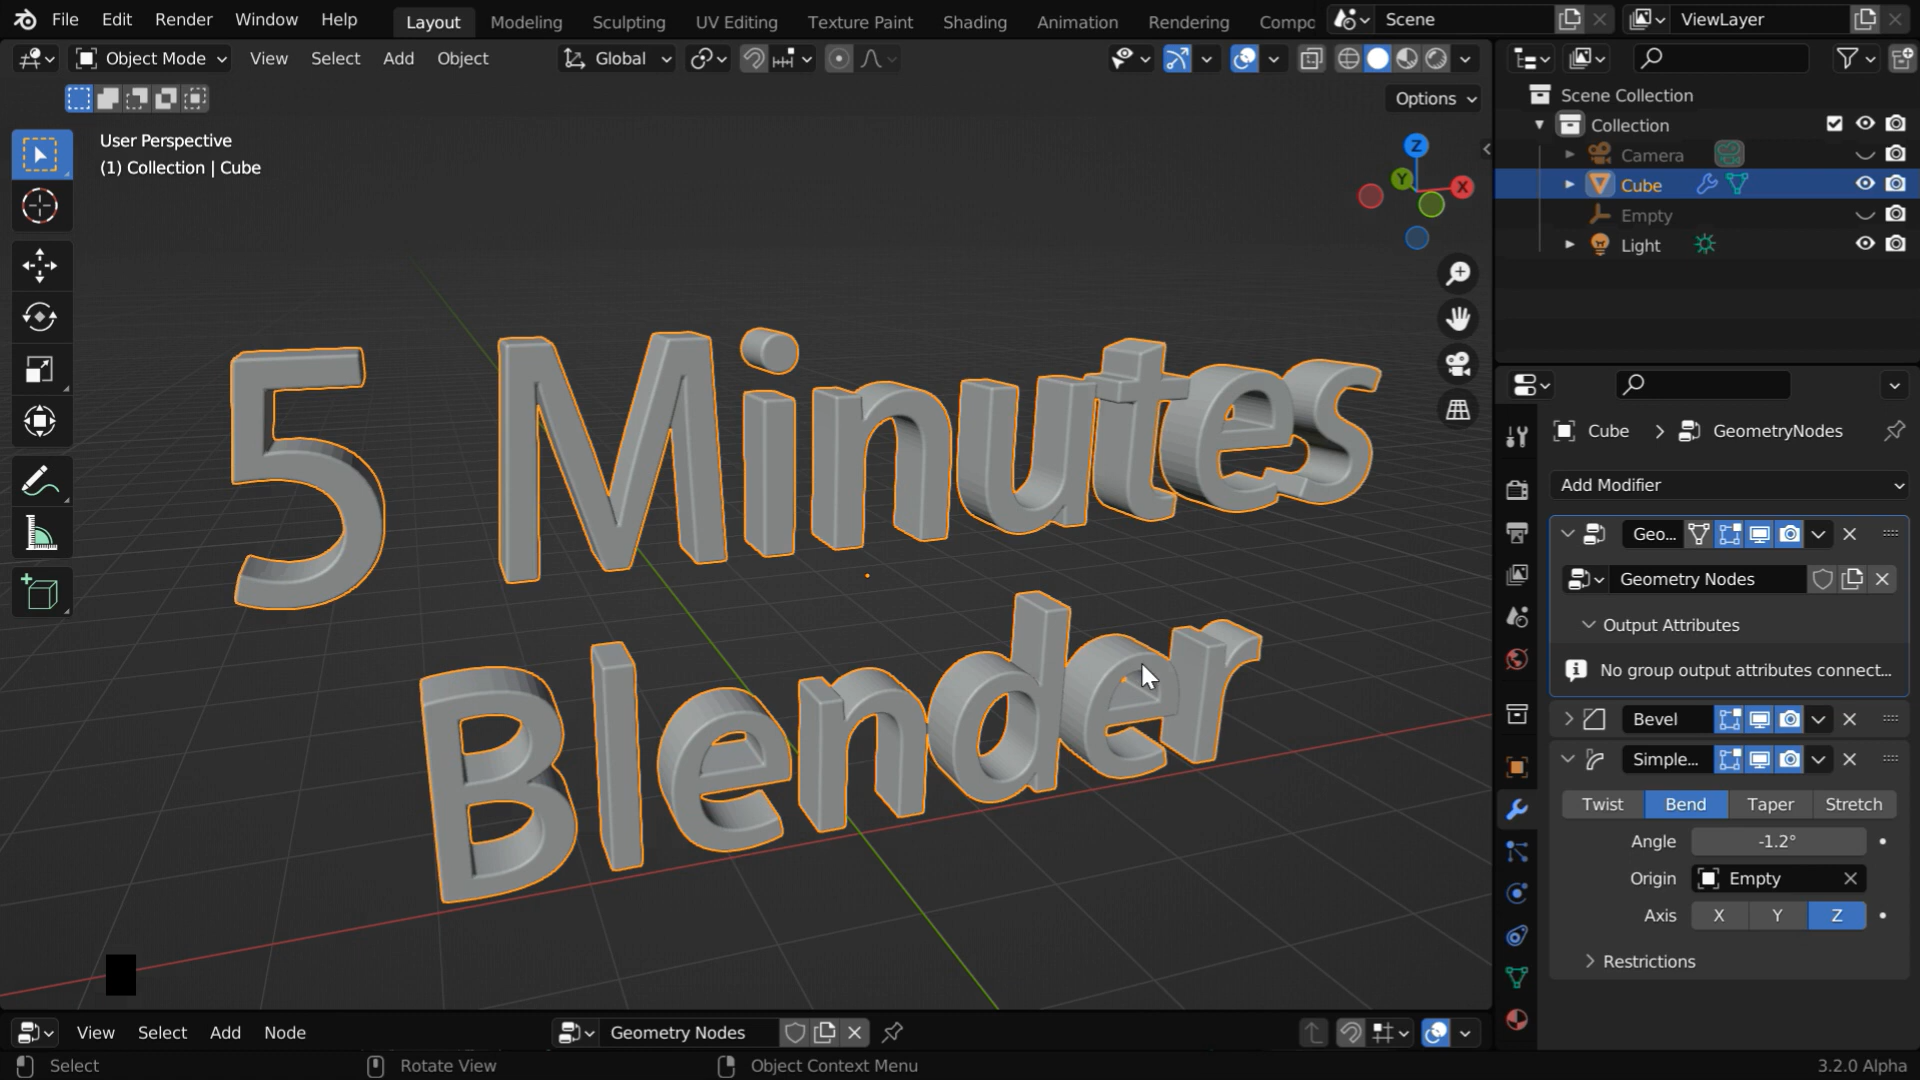 File Edit Render Window Help Layout Modeling Sculpting UV Editing Texture Paint Shading Animation Rendering Compo Scene ViewLayer
Object Mode View Select Add Object Global
Options
User Perspective
(1) Collection | Cube
Z
Y
X
5 Minutes
Blender
Scene Collection
Collection
Camera
Cube
Empty
Light
Cube > GeometryNodes
Add Modifier
Geo...
Geometry Nodes
Output Attributes
No group output attributes connect...
Bevel
Simple...
Twist Bend Taper Stretch
Angle -1.2°
Origin Empty
Axis X Y Z
Restrictions
View Select Add Node Geometry Nodes
Select Rotate View Object Context Menu 3.2.0 Alpha